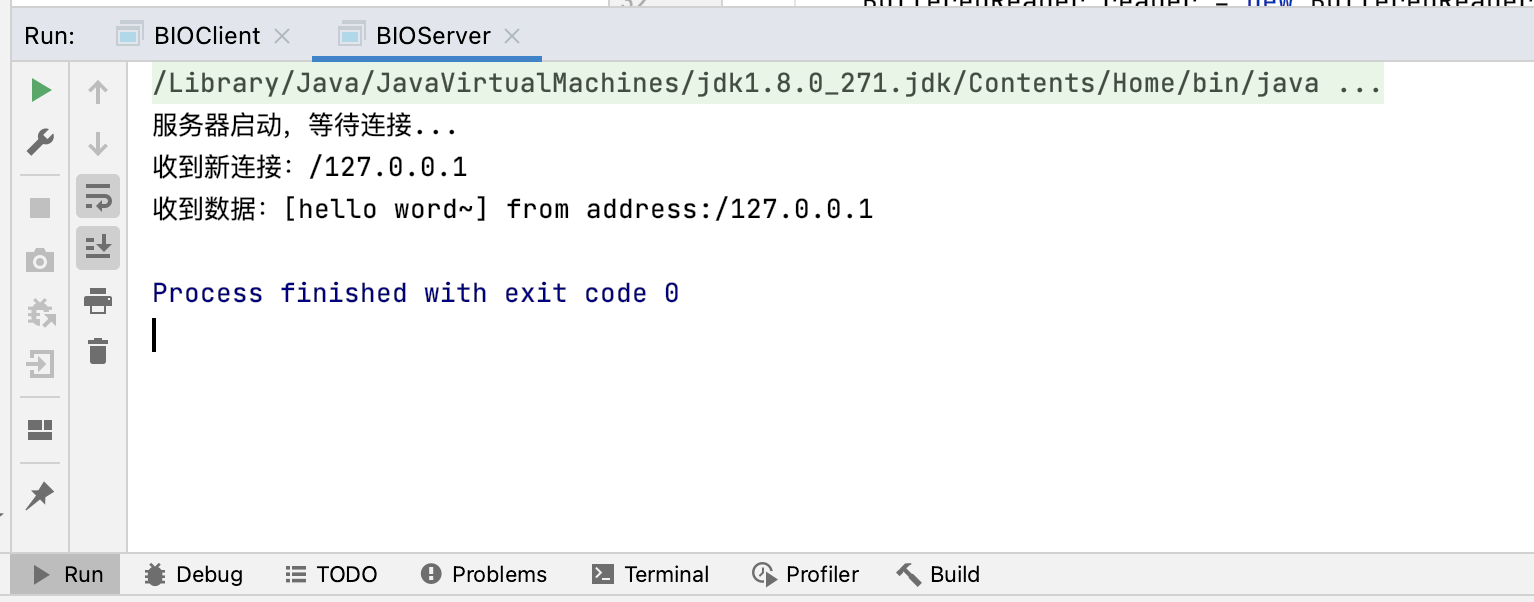 Run: BIOClient BIOServer
/Library/Java/JavaVirtualMachines/jdk1.8.0_271.jdk/Contents/Home/bin/java ...
服务器启动，等待连接...
收到新连接：/127.0.0.1
收到数据：[hello word~] from address:/127.0.0.1
Process finished with exit code 0
Run Debug TODO Problems Terminal Profiler Build